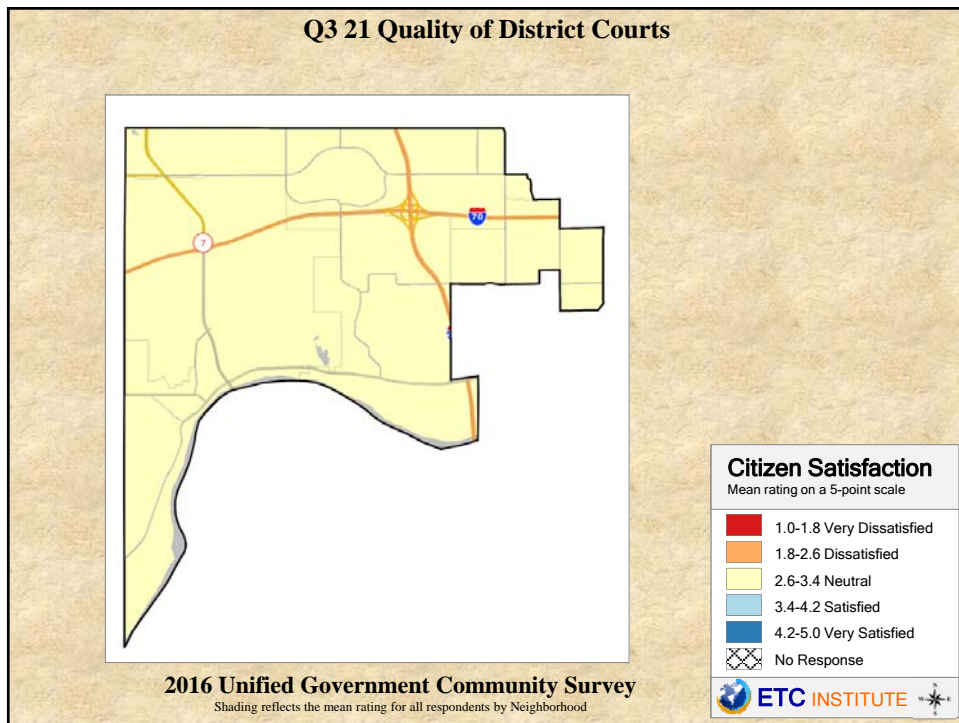 Q3 21 Quality of District Courts
70
7
Citizen Satisfaction
Mean rating on a 5-point scale
1.0-1.8 Very Dissatisfied
1.8-2.6 Dissatisfied
2.6-3.4 Neutral
3.4-4.2 Satisfied
4.2-5.0 Very Satisfied
No Response
2016 Unified Government Community Survey
Shading reflects the mean rating for all respondents by Neighborhood
ETC INSTITUTE
N
W E
S